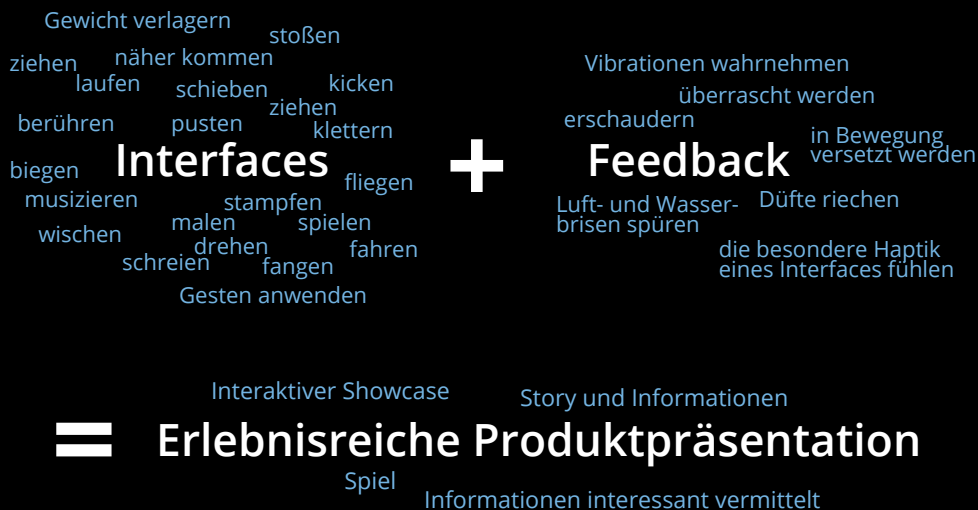 Gewicht verlagern
stoßen
ziehen
näher kommen
laufen
schieben
kicken
ziehen
berühren
pusten
klettern
Interfaces
biegen
fliegen
musizieren
stampfen
malen
spielen
wischen
drehen
fahren
schreien
fangen
Gesten anwenden
+
Vibrationen wahrnehmen
überrascht werden
erschaudern
in Bewegung
versetzt werden
Feedback
Luft- und Wasser-
brisen spüren
Düfte riechen
die besondere Haptik
eines Interfaces fühlen
Interaktiver Showcase
Story und Informationen
= Erlebnisreiche Produktpräsentation
Spiel
Informationen interessant vermittelt